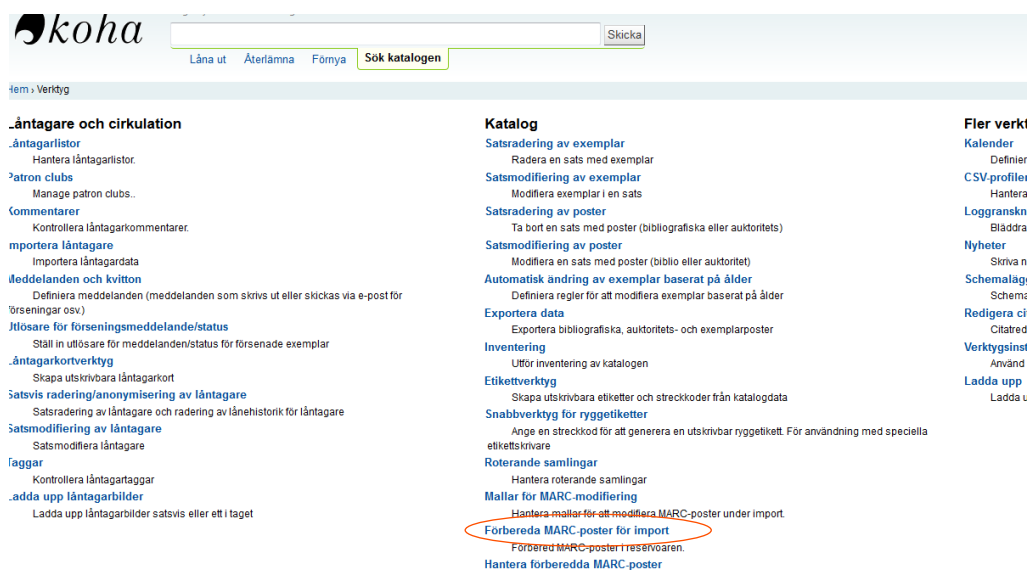 koha
Skicka
Låna ut Återlämna Förnya Sök katalogen
Hem › Verktyg
Låntagare och cirkulation
Låntagarlistor
Hantera låntagarlistor.
Patron clubs
Manage patron clubs..
Kommentarer
Kontrollera låntagarkommentarer.
Importera låntagare
Importera låntagardata
Meddelanden och kvitton
Definiera meddelanden (meddelanden som skrivs ut eller skickas via e-post för
förseningar osv.)
Utlösare för förseningsmeddelande/status
Ställ in utlösare för meddelanden/status för försenade exemplar
Låntagarkortverktyg
Skapa utskrivbara låntagarkort
Satsvis radering/anonymisering av låntagare
Satsradering av låntagare och radering av lånehistorik för låntagare
Satsmodifiering av låntagare
Satsmodifiera låntagare
Taggar
Kontrollera låntagartaggar
Ladda upp låntagarbilder
Ladda upp låntagarbilder satsvis eller ett i taget
Katalog
Satsradering av exemplar
Radera en sats med exemplar
Satsmodifiering av exemplar
Modifiera exemplar i en sats
Satsradering av poster
Ta bort en sats med poster (bibliografiska eller auktoritets)
Satsmodifiering av poster
Modifiera en sats med poster (biblio eller auktoritet)
Automatisk ändring av exemplar baserat på ålder
Definiera regler för att modifiera exemplar baserat på ålder
Exportera data
Exportera bibliografiska, auktoritets- och exemplarposter
Inventering
Utför inventering av katalogen
Etikettverktyg
Skapa utskrivbara etiketter och streckkoder från katalogdata
Snabbverktyg för ryggetiketter
Ange en streckkod för att generera en utskrivbar ryggetikett. För användning med speciella
etikettskrivare
Roterande samlingar
Hantera roterande samlingar
Mallar för MARC-modifiering
Hantera mallar för att modifiera MARC-poster under import.
Förbereda MARC-poster för import
Förbered MARC-poster i reservoaren.
Hantera förberedda MARC-poster
Fler verkt
Kalender
Definier
CSV-profiler
Hantera
Loggranskn
Bläddra
Nyheter
Skriva n
Schemaläg
Schema
Redigera ci
Citatred
Verktygsinst
Använd
Ladda upp
Ladda u